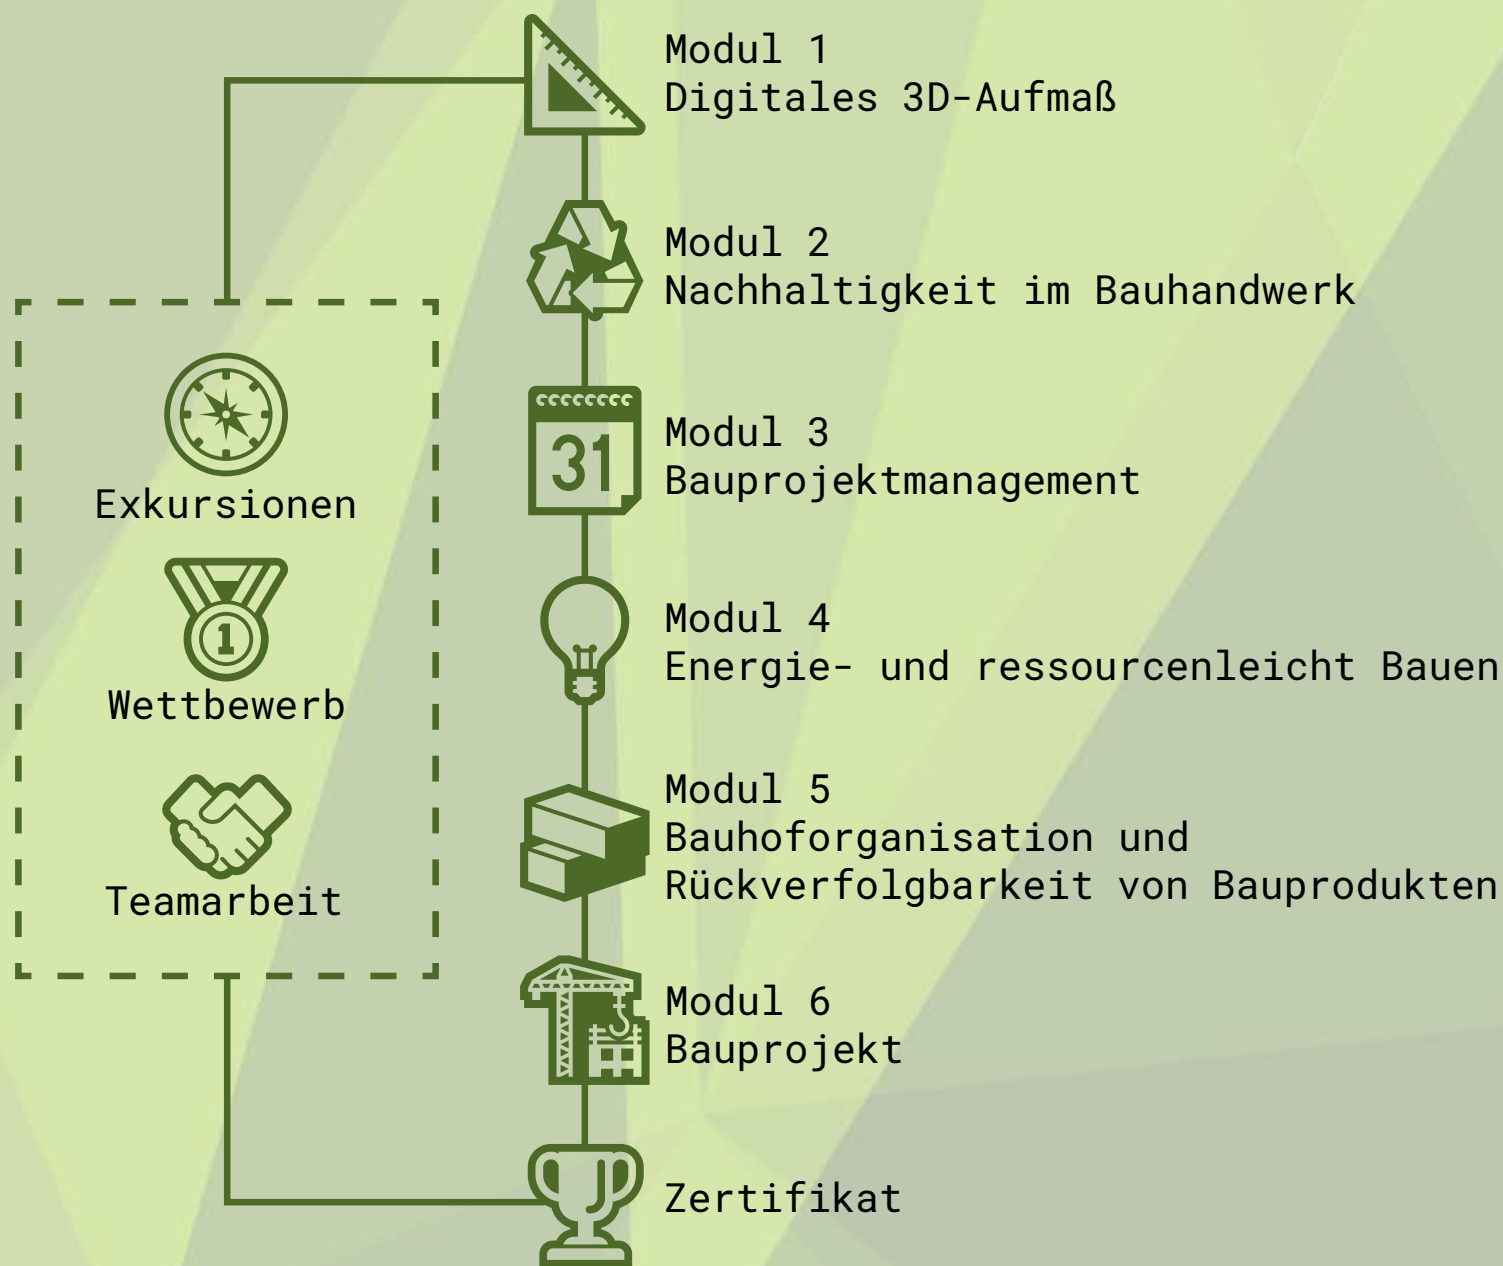 Modul 1
Digitales 3D-Aufmaß
Modul 2
Nachhaltigkeit im Bauhandwerk
31
Modul 3
Bauprojektmanagement
Modul 4
Energie- und ressourcenleicht Bauen
Modul 5
Bauhoforganisation und
Rückverfolgbarkeit von Bauprodukten
Modul 6
Bauprojekt
Zertifikat
Exkursionen
1
Wettbewerb
Teamarbeit